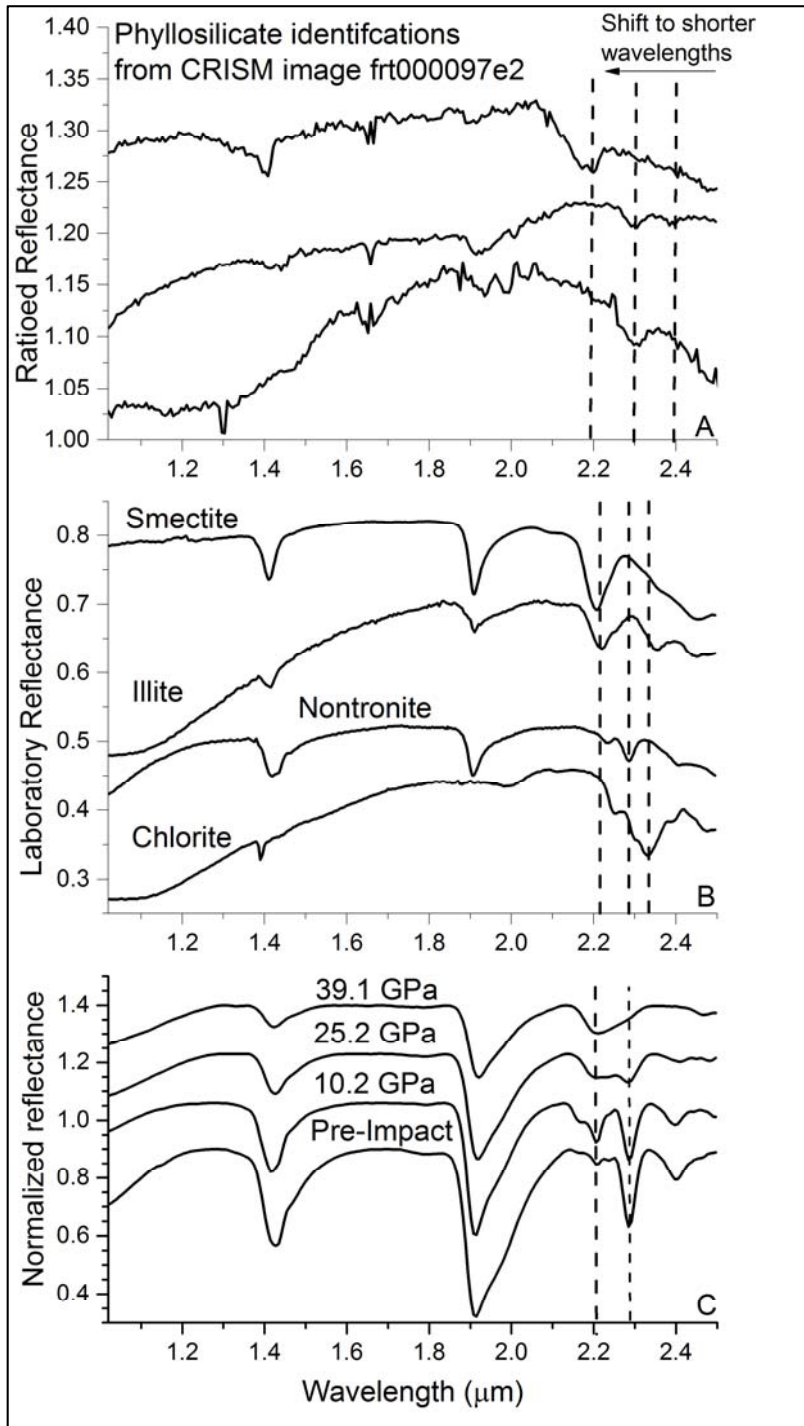 Phyllosilicate identifcations
from CRISM image frt000097e2
Shift to shorter
wavelengths
1.40
1.35
1.30
1.25
1.20
1.15
1.10
1.05
1.00
Ratioed Reflectance
A
1.2 1.4 1.6 1.8 2.0 2.2 2.4
Smectite
Illite
Nontronite
Chlorite
0.8
0.7
0.6
0.5
0.4
0.3
Laboratory Reflectance
B
1.2 1.4 1.6 1.8 2.0 2.2 2.4
39.1 GPa
25.2 GPa
10.2 GPa
Pre-Impact
1.4
1.2
1.0
0.8
0.6
0.4
Normalized reflectance
C
1.2 1.4 1.6 1.8 2.0 2.2 2.4
Wavelength (μm)